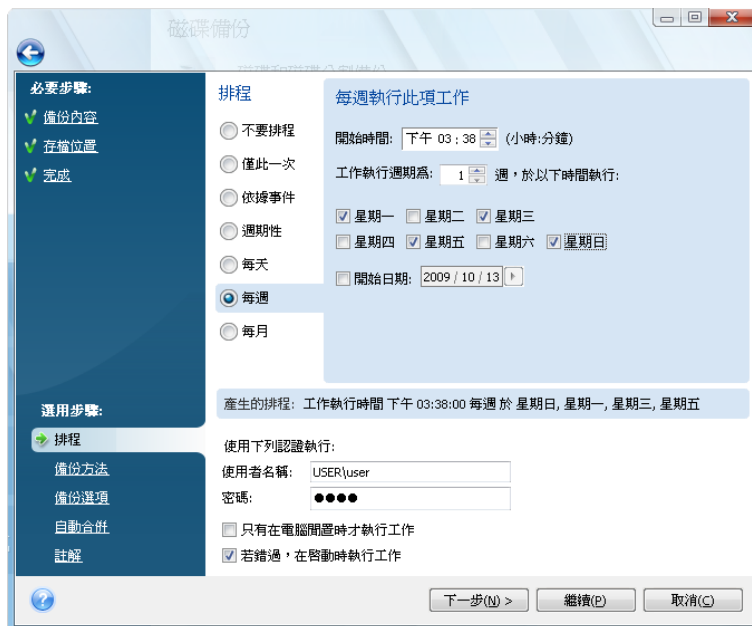 磁碟備份
磁碟和磁碟分割備份
必要步驟:
備份內容
存檔位置
完成
選用步驟:
排程
備份方法
備份選項
自動合併
註解
排程
不要排程
僅此一次
依據事件
週期性
每天
每週
每月
每週執行此項工作
開始時間: 下午 03 : 38 (小時:分鐘)
工作執行週期為: 1 週，於以下時間執行:
星期一 星期二 星期三
星期四 星期五 星期六 星期日
開始日期: 2009 / 10 / 13
產生的排程: 工作執行時間 下午 03:38:00 每週 於 星期日, 星期一, 星期三, 星期五
使用下列認證執行:
使用者名稱: USER\user
密碼: ●●●●
只有在電腦閒置時才執行工作
若錯過，在啓動時執行工作
下一步(N) > 繼續(P) 取消(C)